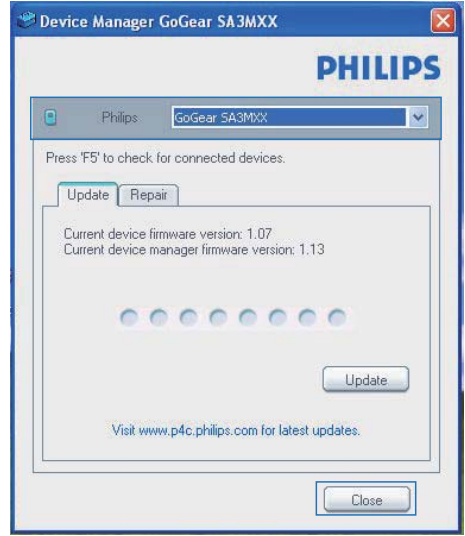 Device Manager GoGear SA3MXX
PHILIPS
Philips GoGear SA3MXX
Press 'F5' to check for connected devices.
Update Repair
Current device firmware version: 1.07
Current device manager firmware version: 1.13
Update
Visit www.p4c.philips.com for latest updates.
Close